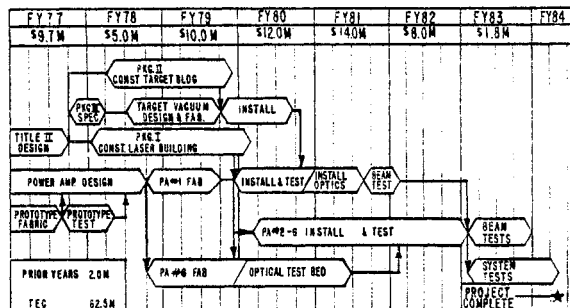 FY77 FY78 FY79 FY80 FY81 FY82 FY83 FY84
$9.7M $5.0M $10.0M $12.0M $14.0M $8.0M $1.8M
PKG. II
CONST TARGET BLDG
PKG III
SPEC
TARGET VACUUM
DESIGN & FAB.
INSTALL
TITLE II
DESIGN
PKG. I
CONST. LASER BUILDING
POWER AMP DESIGN
PA#1 FAB
INSTALL & TEST
INSTALL
OPTICS
BEAM
TEST
PROTOTYPE
FABRIC
PROTOTYPE
TEST
PA#2-6 INSTALL & TEST
BEAM
TESTS
PRIOR YEARS 2.0M
PA#6 FAB
OPTICAL TEST BED
SYSTEM
TESTS
PROJECT
COMPLETE
TEC 62.5M